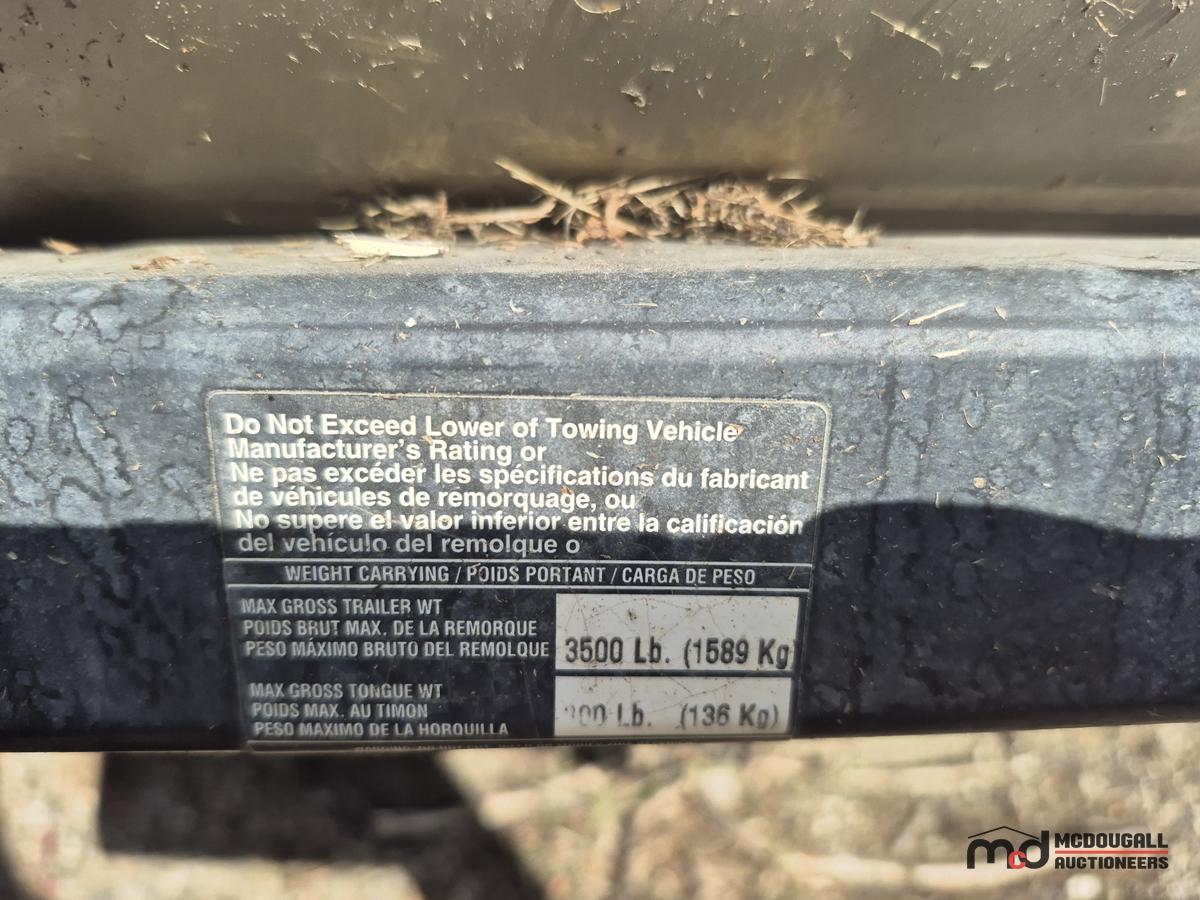 Do Not Exceed Lower of Towing Vehicle
Manufacturer's Rating or
Ne pas excéder les spécifications du fabricant
de véhicules de remorquage, ou
No supere el valor inferior entre la calificación
del vehículo del remolque o
WEIGHT CARRYING / POIDS PORTANT / CARGA DE PESO
MAX GROSS TRAILER WT
POIDS BRUT MAX. DE LA REMORQUE
PESO MÁXIMO BRUTO DEL REMOLQUE
3500 Lb. (1589 Kg
MAX GROSS TONGUE WT
POIDS MAX. AU TIMON
PESO MAXIMO DE LA HORQUILLA
Lb. (136 Kg)
mcd MCDOUGALL
AUCTIONEERS